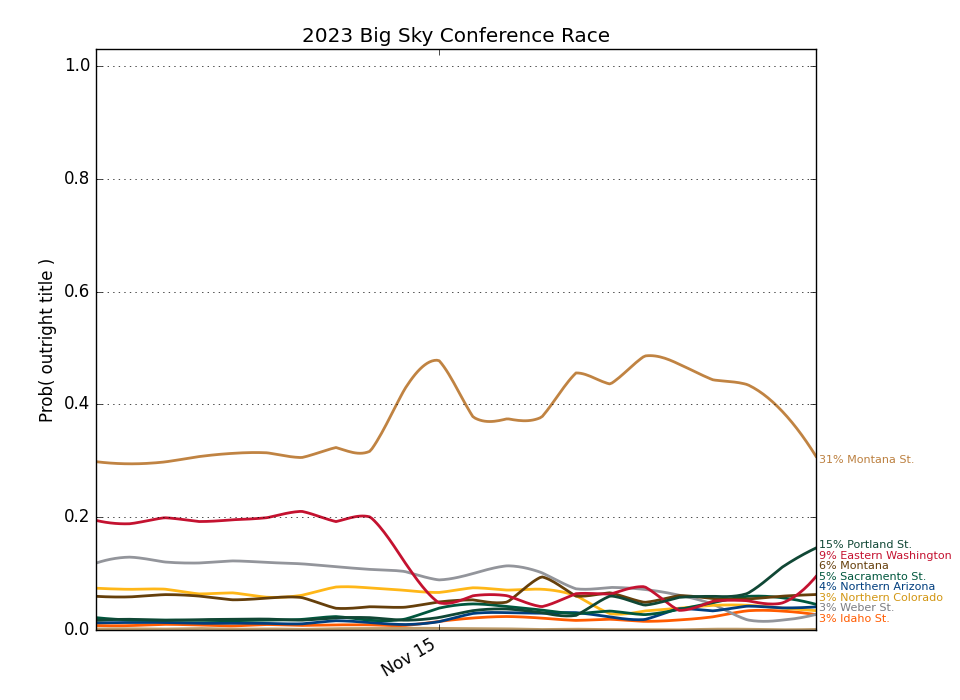 2023 Big Sky Conference Race
Prob( outright title )
1.0
0.8
0.6
0.4
0.2
0.0
Nov 15
31% Montana St.
15% Portland St.
9% Eastern Washington
6% Montana
5% Sacramento St.
4% Northern Arizona
3% Northern Colorado
3% Weber St.
3% Idaho St.